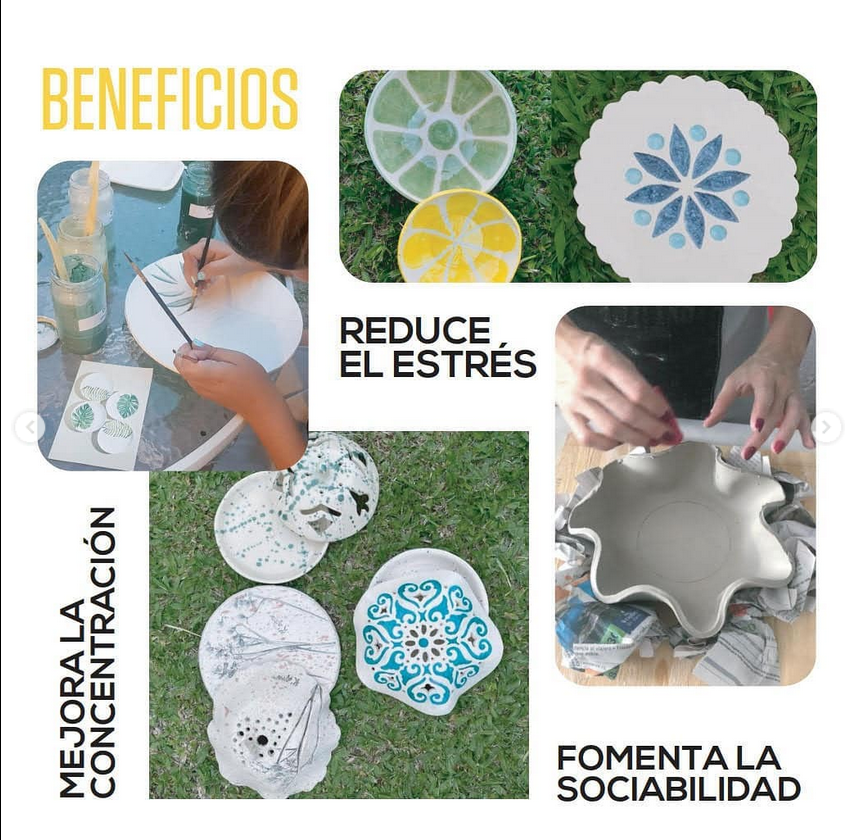 BENEFICIOS
REDUCE
EL ESTRÉS
MEJORA LA
CONCENTRACIÓN
FOMENTA LA
SOCIABILIDAD